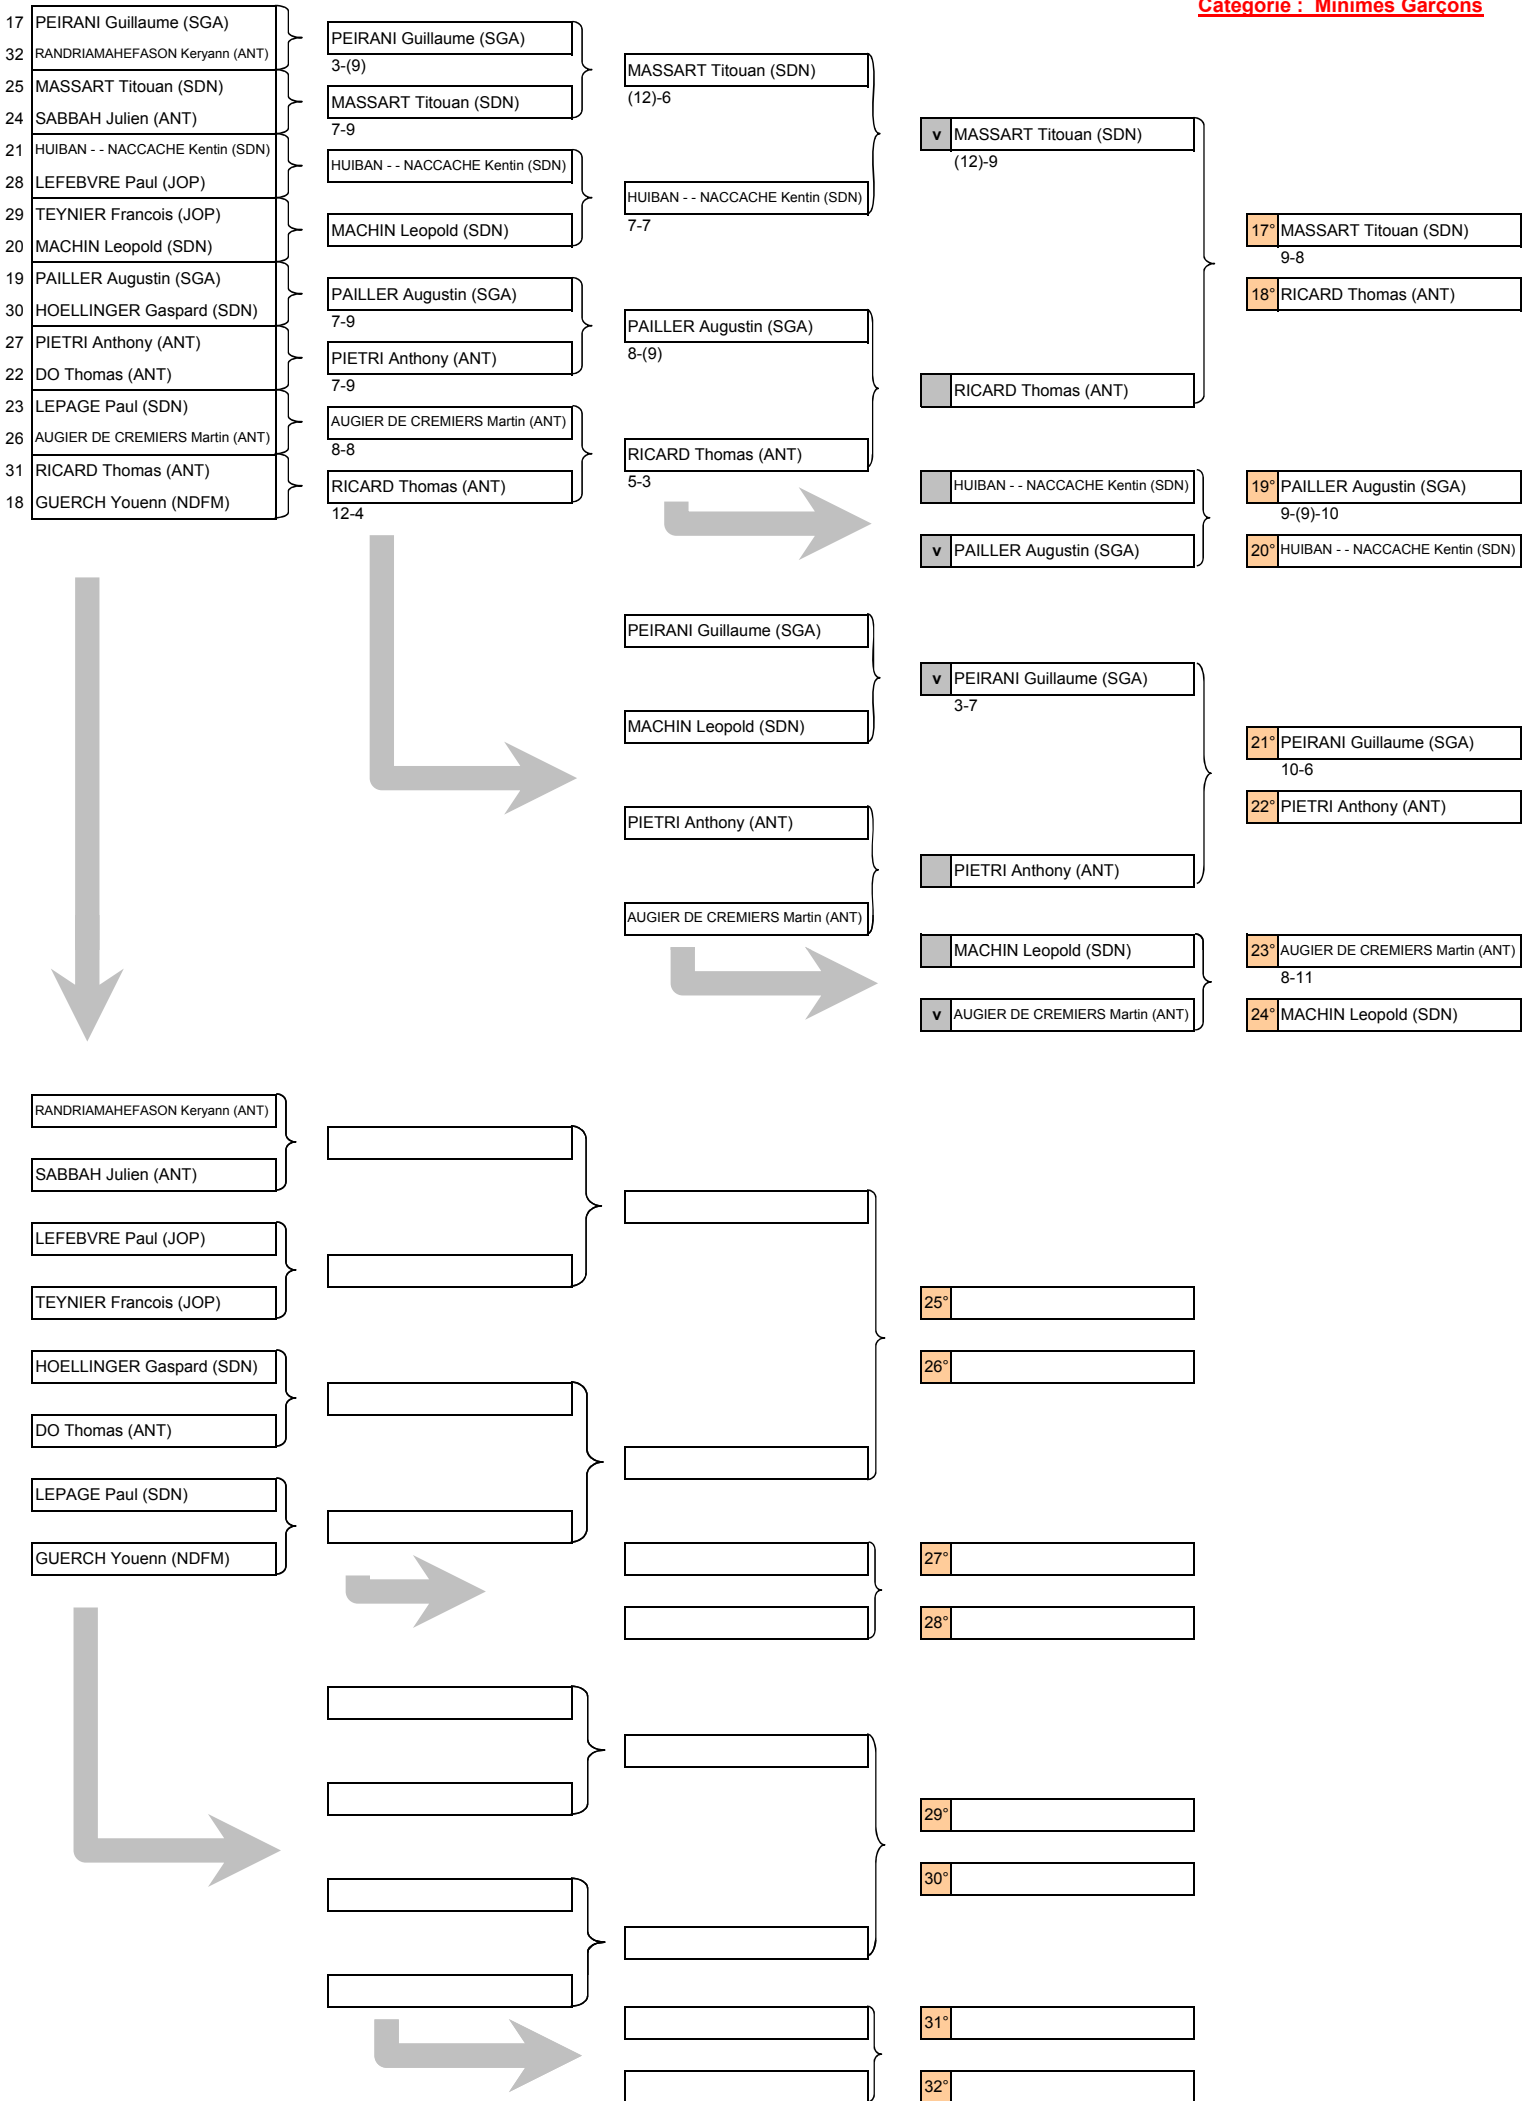 Catégorie :  Minimes Garçons
17 PEIRANI Guillaume (SGA)
32 RANDRIAMAHEFASON Keryann (ANT)
25 MASSART Titouan (SDN)
24 SABBAH Julien (ANT)
21 HUIBAN - - NACCACHE Kentin (SDN)
28 LEFEBVRE Paul (JOP)
29 TEYNIER Francois (JOP)
20 MACHIN Leopold (SDN)
19 PAILLER Augustin (SGA)
30 HOELLINGER Gaspard (SDN)
27 PIETRI Anthony (ANT)
22 DO Thomas (ANT)
23 LEPAGE Paul (SDN)
26 AUGIER DE CREMIERS Martin (ANT)
31 RICARD Thomas (ANT)
18 GUERCH Youenn (NDFM)
PEIRANI Guillaume (SGA)
3-(9)
MASSART Titouan (SDN)
7-9
HUIBAN - - NACCACHE Kentin (SDN)
MACHIN Leopold (SDN)
PAILLER Augustin (SGA)
7-9
PIETRI Anthony (ANT)
7-9
AUGIER DE CREMIERS Martin (ANT)
8-8
RICARD Thomas (ANT)
12-4
MASSART Titouan (SDN)
(12)-6
HUIBAN - - NACCACHE Kentin (SDN)
7-7
PAILLER Augustin (SGA)
8-(9)
RICARD Thomas (ANT)
5-3
v MASSART Titouan (SDN)
(12)-9
RICARD Thomas (ANT)
HUIBAN - - NACCACHE Kentin (SDN)
v PAILLER Augustin (SGA)
17° MASSART Titouan (SDN)
9-8
18° RICARD Thomas (ANT)
19° PAILLER Augustin (SGA)
9-(9)-10
20° HUIBAN - - NACCACHE Kentin (SDN)
PEIRANI Guillaume (SGA)
MACHIN Leopold (SDN)
PIETRI Anthony (ANT)
AUGIER DE CREMIERS Martin (ANT)
v PEIRANI Guillaume (SGA)
3-7
PIETRI Anthony (ANT)
MACHIN Leopold (SDN)
v AUGIER DE CREMIERS Martin (ANT)
21° PEIRANI Guillaume (SGA)
10-6
22° PIETRI Anthony (ANT)
23° AUGIER DE CREMIERS Martin (ANT)
8-11
24° MACHIN Leopold (SDN)
RANDRIAMAHEFASON Keryann (ANT)
SABBAH Julien (ANT)
LEFEBVRE Paul (JOP)
TEYNIER Francois (JOP)
HOELLINGER Gaspard (SDN)
DO Thomas (ANT)
LEPAGE Paul (SDN)
GUERCH Youenn (NDFM)
25°
26°
27°
28°
29°
30°
31°
32°